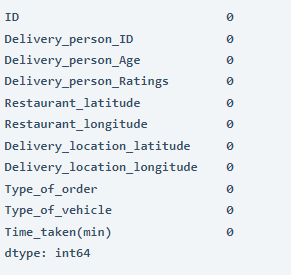 ID 0
Delivery_person_ID 0
Delivery_person_Age 0
Delivery_person_Ratings 0
Restaurant_latitude 0
Restaurant_longitude 0
Delivery_location_latitude 0
Delivery_location_longitude 0
Type_of_order 0
Type_of_vehicle 0
Time_taken(min) 0
dtype: int64